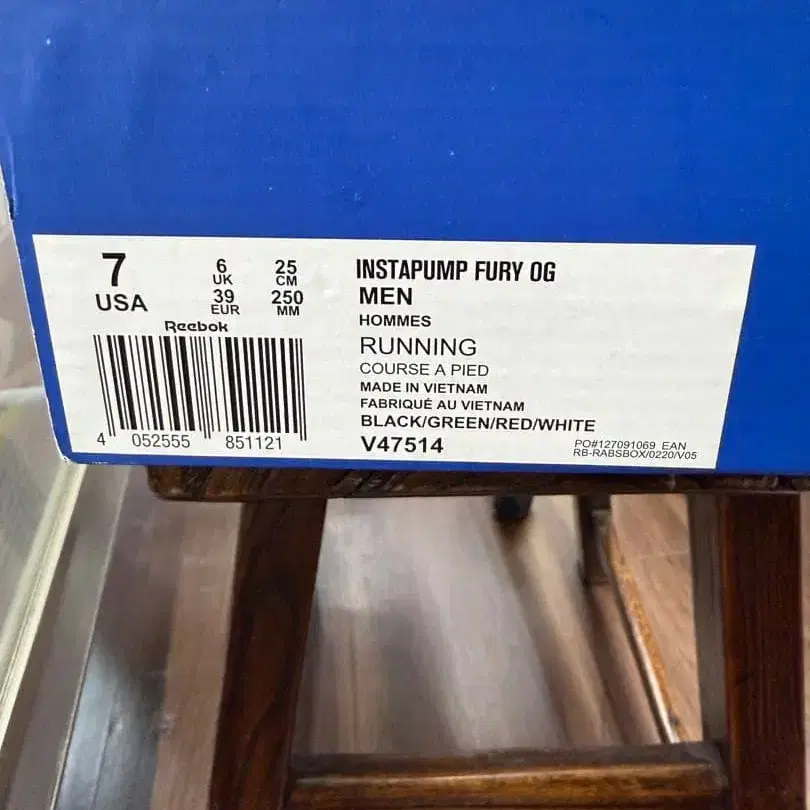 7
USA
6
UK
39
EUR
25
CM
250
MM
Reebok
4 052555 851121
INSTAPUMP FURY OG
MEN
HOMMES
RUNNING
COURSE A PIED
MADE IN VIETNAM
FABRIQUÉ AU VIETNAM
BLACK/GREEN/RED/WHITE
V47514
PO#127091069 EAN
RB-RABSBOX/0220/V05